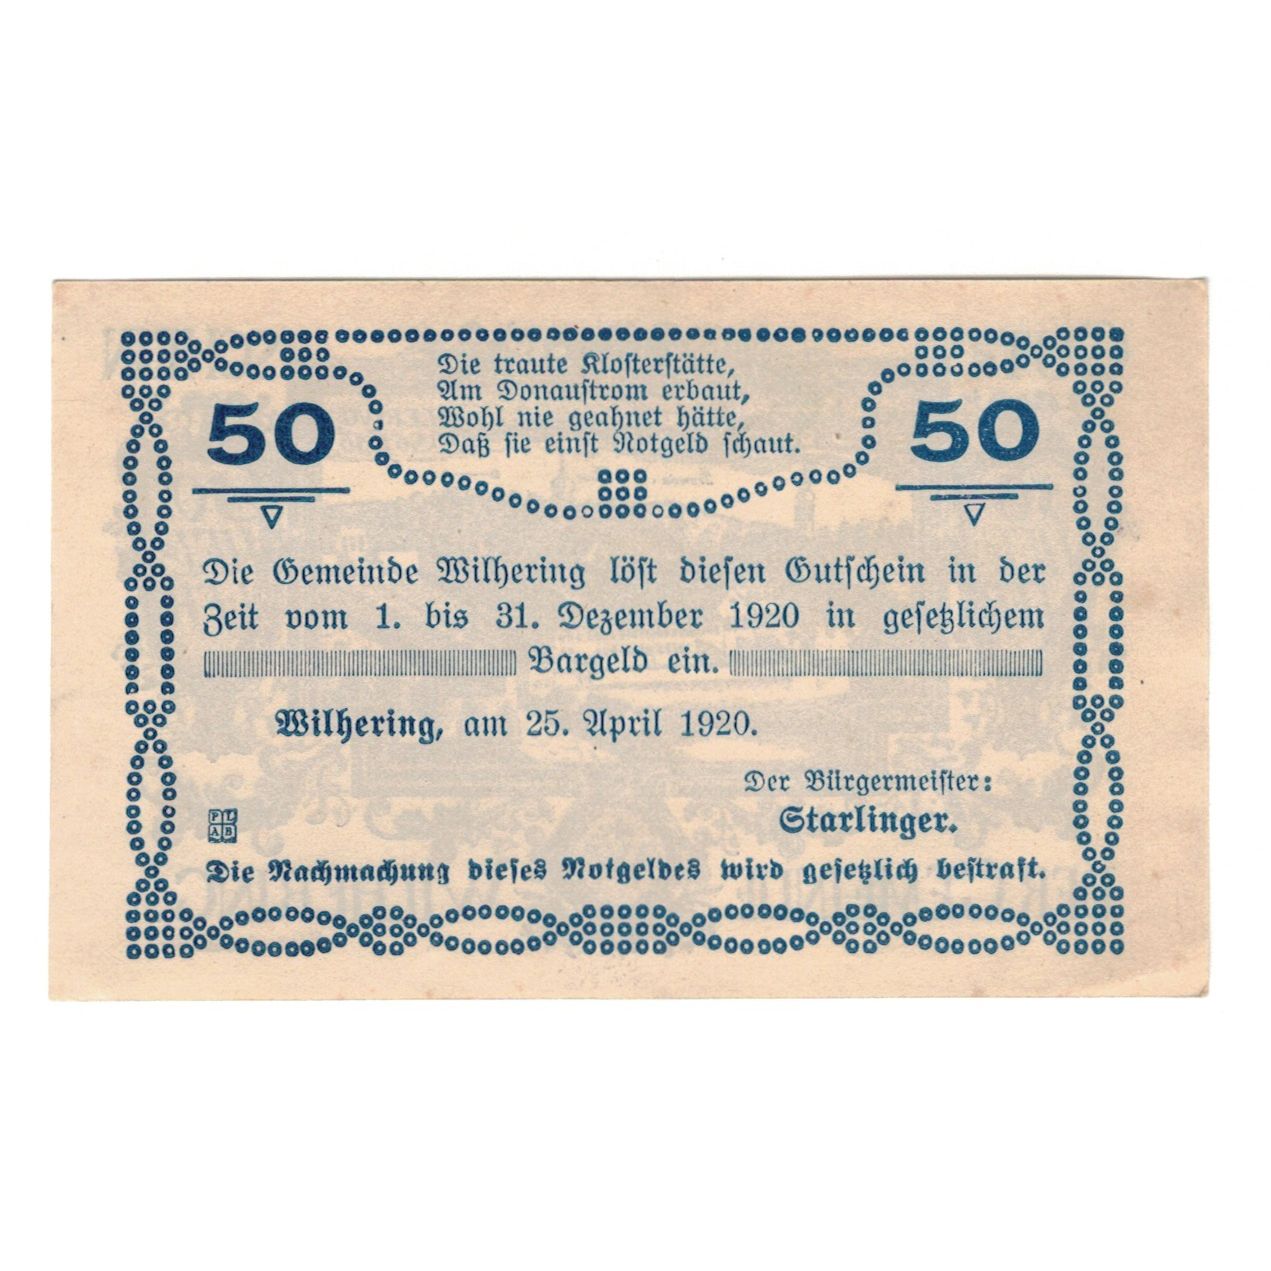 Die traute Klosterstätte,
Am Donaustrom erbaut,
Wohl nie geahnet hätte,
Daß sie einst Notgeld schaut.
50 50
Die Gemeinde Wilhering löst diesen Gutschein in der
Zeit vom 1. bis 31. Dezember 1920 in gesetzlichem
Bargeld ein.
Wilhering, am 25. April 1920.
Der Bürgermeister:
Starlinger.
FL
AB
Die Nachmachung dieses Notgeldes wird gesetzlich bestraft.